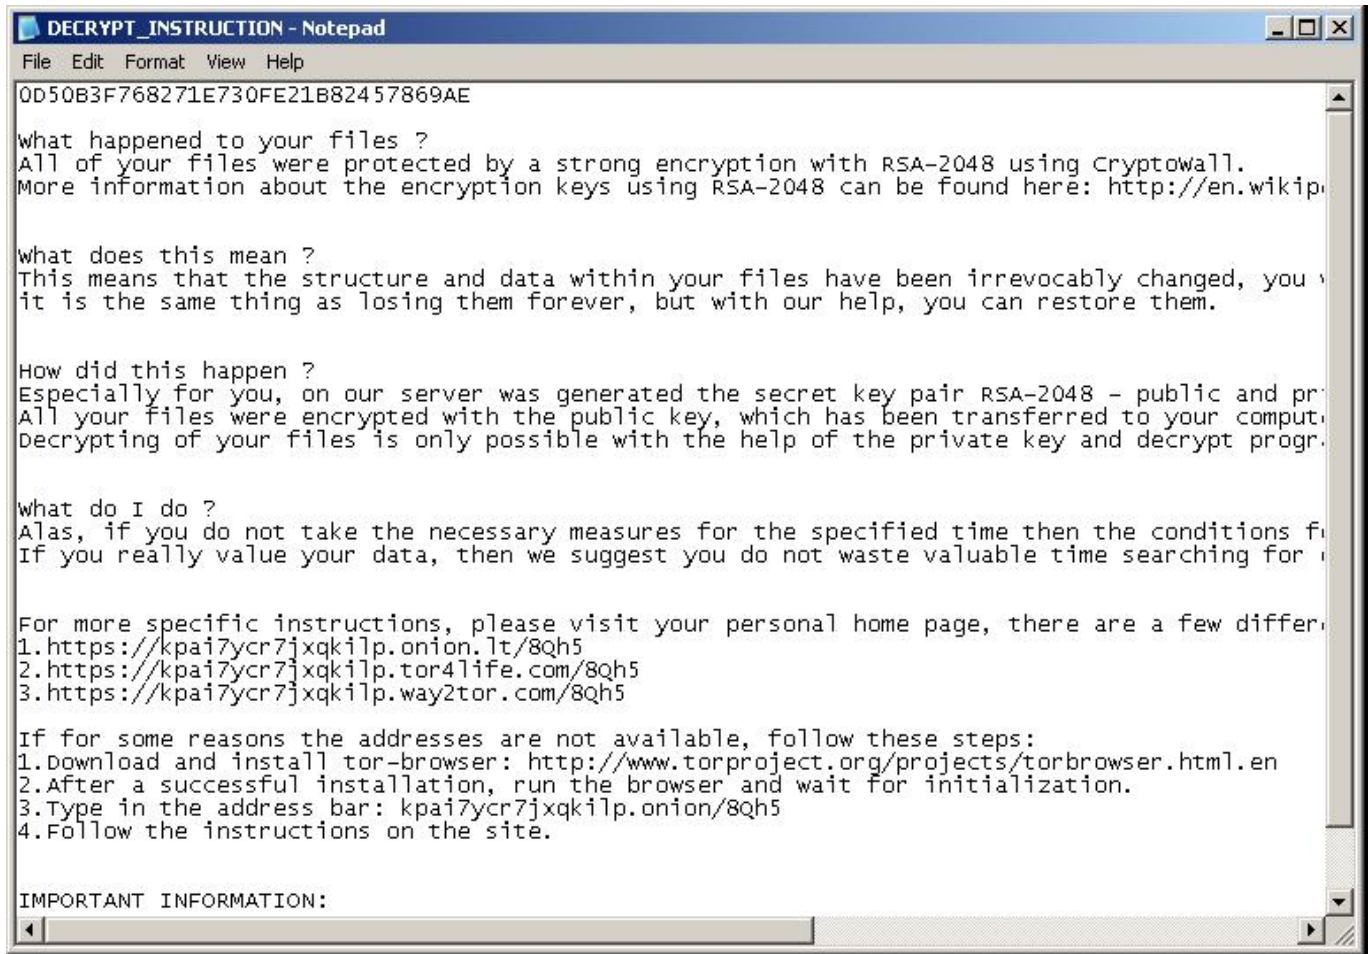 DECRYPT_INSTRUCTION - Notepad
File Edit Format View Help
0D50B3F768271E730FE21B82457869AE
What happened to your files ?
All of your files were protected by a strong encryption with RSA-2048 using CryptoWall.
More information about the encryption keys using RSA-2048 can be found here: http://en.wikip
What does this mean ?
This means that the structure and data within your files have been irrevocably changed, you
it is the same thing as losing them forever, but with our help, you can restore them.
How did this happen ?
Especially for you, on our server was generated the secret key pair RSA-2048 - public and pr
All your files were encrypted with the public key, which has been transferred to your comput
Decrypting of your files is only possible with the help of the private key and decrypt progr
What do I do ?
Alas, if you do not take the necessary measures for the specified time then the conditions f
If you really value your data, then we suggest you do not waste valuable time searching for
For more specific instructions, please visit your personal home page, there are a few differ
1.https://kpai7ycr7jxqkilp.onion.lt/8Qh5
2.https://kpai7ycr7jxqkilp.tor4life.com/8Qh5
3.https://kpai7ycr7jxqkilp.way2tor.com/8Qh5
If for some reasons the addresses are not available, follow these steps:
1.Download and install tor-browser: http://www.torproject.org/projects/torbrowser.html.en
2.After a successful installation, run the browser and wait for initialization.
3.Type in the address bar: kpai7ycr7jxqkilp.onion/8Qh5
4.Follow the instructions on the site.
IMPORTANT INFORMATION: